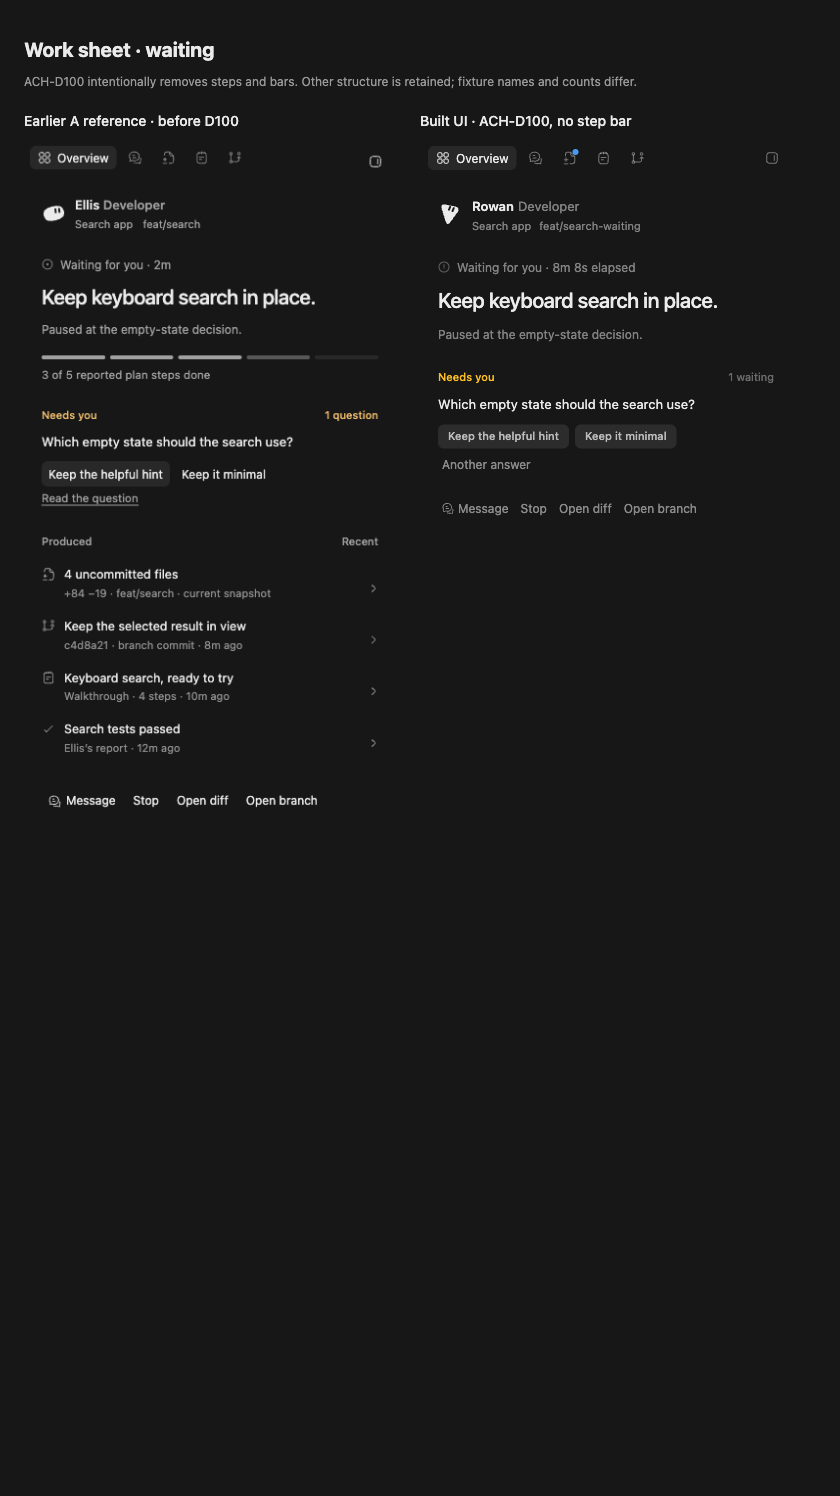 Work sheet · waiting
ACH-D100 intentionally removes steps and bars. Other structure is retained; fixture names and counts differ.
Earlier A reference · before D100
Overview
Ellis Developer
Search app feat/search
Waiting for you · 2m
Keep keyboard search in place.
Paused at the empty-state decision.
3 of 5 reported plan steps done
Needs you 1 question
Which empty state should the search use?
Keep the helpful hint Keep it minimal
Read the question
Produced Recent
4 uncommitted files
+84 −19 · feat/search · current snapshot
Keep the selected result in view
c4d8a21 · branch commit · 8m ago
Keyboard search, ready to try
Walkthrough · 4 steps · 10m ago
Search tests passed
Ellis's report · 12m ago
Message Stop Open diff Open branch
Built UI · ACH-D100, no step bar
Overview
Rowan Developer
Search app feat/search-waiting
Waiting for you · 8m 8s elapsed
Keep keyboard search in place.
Paused at the empty-state decision.
Needs you 1 waiting
Which empty state should the search use?
Keep the helpful hint Keep it minimal
Another answer
Message Stop Open diff Open branch